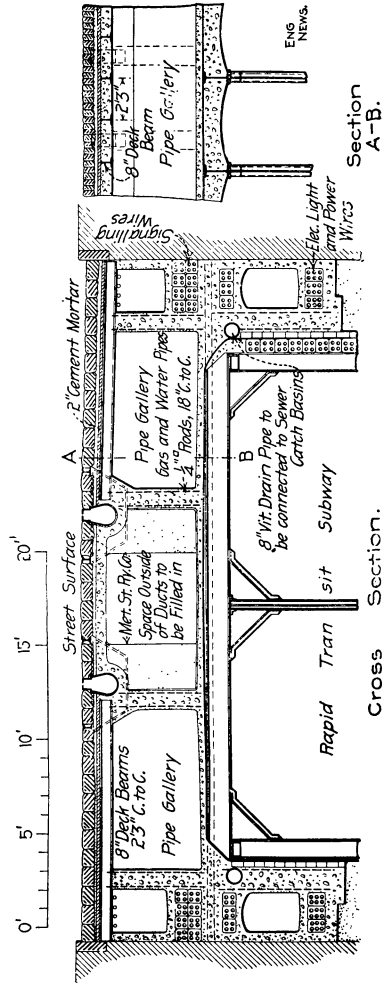 0'
5'
10'
15'
20'
Street Surface
A
2" Cement Mortar
8" Deck Beams
2'3" C. to C.
Pipe Gallery
Met. St. Ry. Co.
Space Outside
of Ducts to
be Filled in
Pipe Gallery
Gas and Water Pipes
Rods, 18" C. to C.
Signalling
Wires
Elec. Light
and Power
Wires
B
8" Vit. Drain Pipe to
be connected to Sewer
Catch Basins
Rapid Tran sit Subway
Cross Section.
2'3"
8" Deck
Beam
Pipe Gallery
ENG.
NEWS.
Section
A-B.